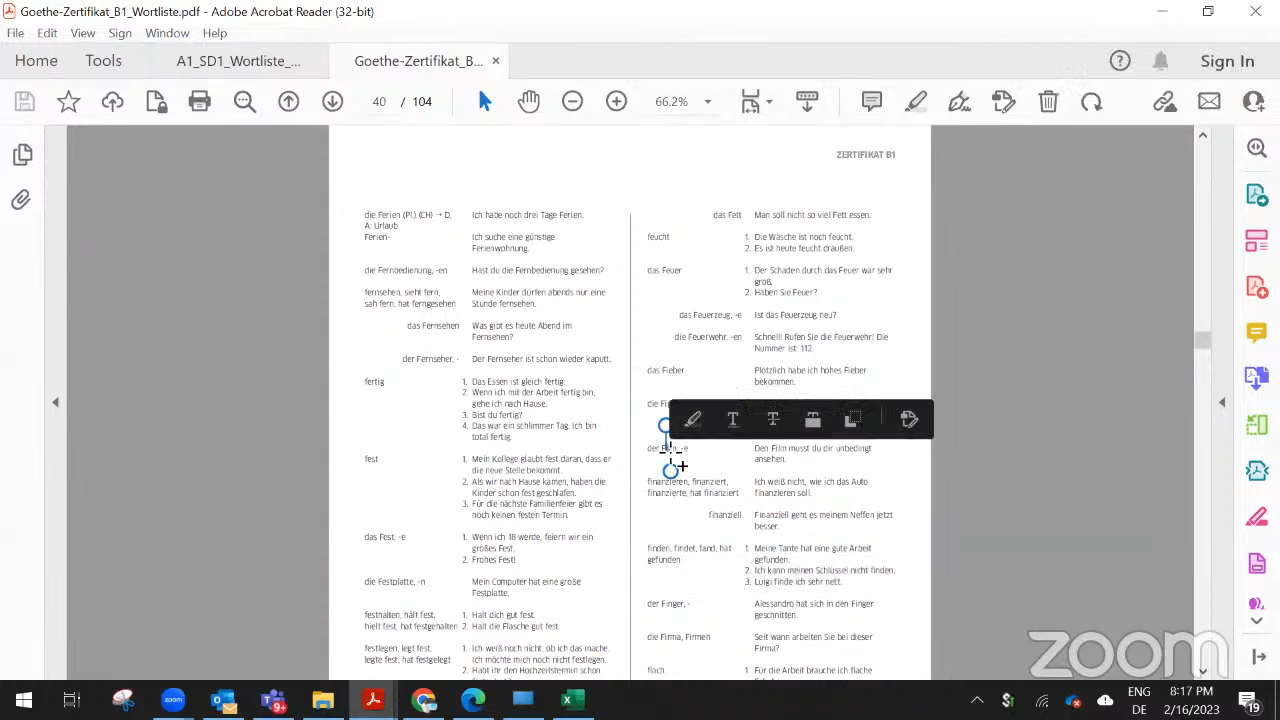 Goethe-Zertifikat_B1_Wortliste.pdf - Adobe Acrobat Reader (32-bit)
File Edit View Sign Window Help
Home Tools A1_SD1_Wortliste_... Goethe-Zertifikat_B... × Sign In
40 / 104 66.2%
ZERTIFIKAT B1
die Ferien (Pl.) (CH) → D, Ich habe noch drei Tage Ferien.
A: Urlaub
Ferien- Ich suche eine günstige
Ferienwohnung.
die Fernbedienung, -en Hast du die Fernbedienung gesehen?
fernsehen, sieht fern, Meine Kinder dürfen abends nur eine
sah fern, hat ferngesehen Stunde fernsehen.
das Fernsehen Was gibt es heute Abend im
Fernsehen?
der Fernseher, - Der Fernseher ist schon wieder kaputt.
fertig 1. Das Essen ist gleich fertig.
2. Wenn ich mit der Arbeit fertig bin,
gehe ich nach Hause.
3. Bist du fertig?
4. Das war ein schlimmer Tag. Ich bin
total fertig.
fest 1. Mein Kollege glaubt fest daran, dass er
die neue Stelle bekommt.
2. Als wir nach Hause kamen, haben die
Kinder schon fest geschlafen.
3. Für die nächste Familienfeier gibt es
noch keinen festen Termin.
das Fest, -e 1. Wenn ich 18 werde, feiern wir ein
großes Fest.
2. Frohes Fest!
die Festplatte, -n Mein Computer hat eine große
Festplatte.
festhalten, hält fest, 1. Halt dich gut fest.
hielt fest, hat festgehalten 2. Halt die Flasche gut fest.
festlegen, legt fest, 1. Ich weiß noch nicht, ob ich das mache.
legte fest, hat festgelegt Ich möchte mich noch nicht festlegen.
2. Habt ihr den Hochzeitstermin schon
das Fett Man soll nicht so viel Fett essen.
feucht 1. Die Wäsche ist noch feucht.
2. Es ist heute feucht draußen.
das Feuer 1. Der Schaden durch das Feuer war sehr
groß.
2. Haben Sie Feuer?
das Feuerzeug, -e Ist das Feuerzeug neu?
die Feuerwehr, -en Schnell! Rufen Sie die Feuerwehr! Die
Nummer ist: 112.
das Fieber Plötzlich habe ich hohes Fieber
bekommen.
die
der Film, -e Den Film musst du dir unbedingt
ansehen.
finanzieren, finanziert, Ich weiß nicht, wie ich das Auto
finanzierte, hat finanziert finanzieren soll.
finanziell Finanziell geht es meinem Neffen jetzt
besser.
finden, findet, fand, hat 1. Meine Tante hat eine gute Arbeit
gefunden gefunden.
2. Ich kann meinen Schlüssel nicht finden.
3. Luigi finde ich sehr nett.
der Finger, - Alessandro hat sich in den Finger
geschnitten.
die Firma, Firmen Seit wann arbeiten Sie bei dieser
Firma?
flach 1. Für die Arbeit brauche ich flache
zoom
zoom 9+ ENG 8:17 PM
DE 2/16/2023 19